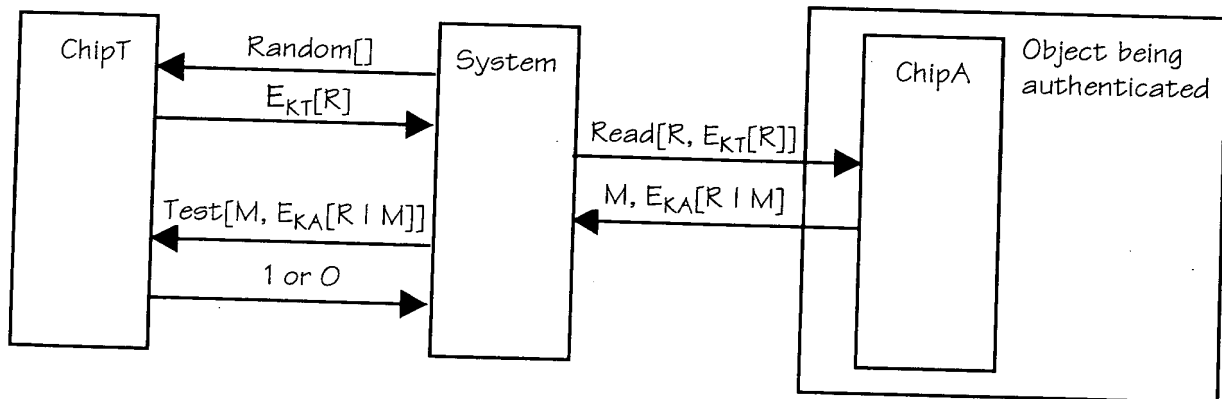 ChipT
Random[]
E_KT[R]
Test[M, E_KA[R | M]]
1 or 0
System
Read[R, E_KT[R]]
M, E_KA[R | M]
ChipA
Object being
authenticated